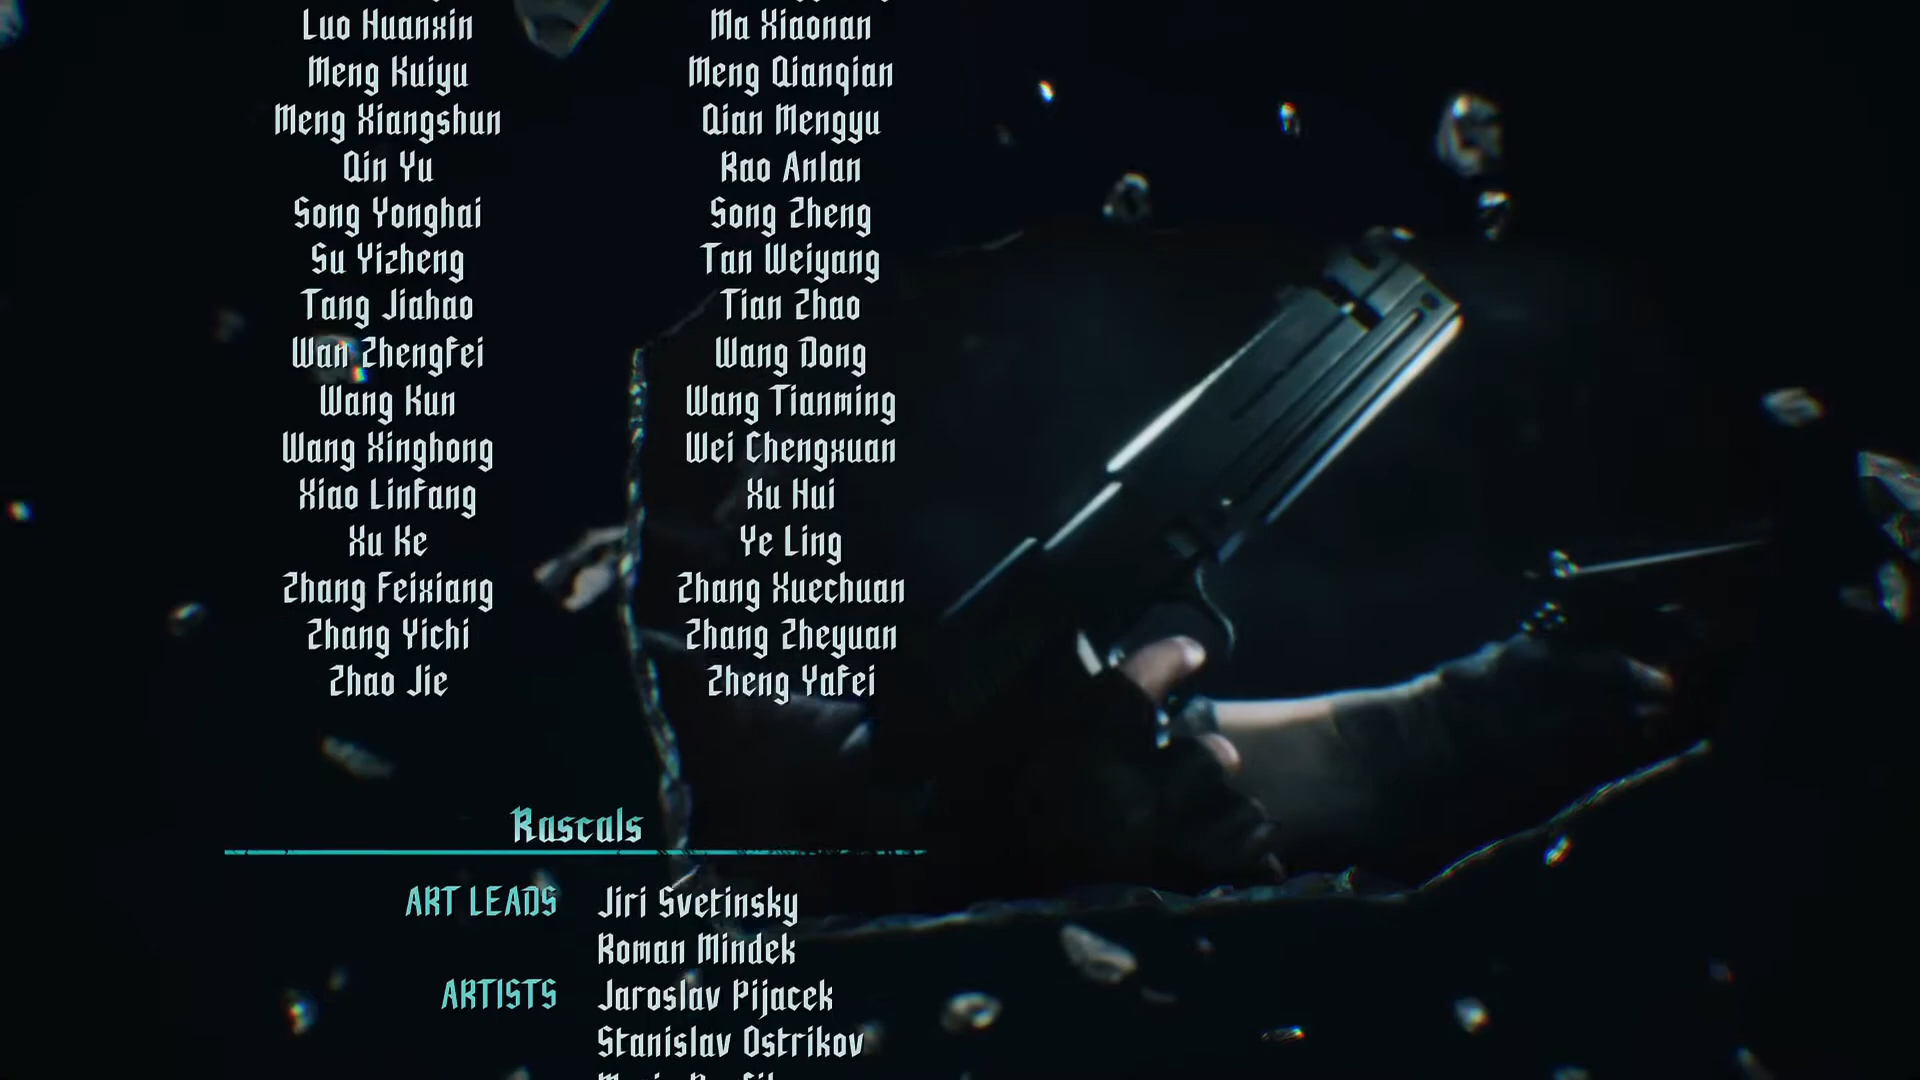 Luo Huanxin
Ma Xiaonan
Meng Kuiyu
Meng Qianqian
Meng Xiangshun
Qian Mengyu
Qin Yu
Rao Anlan
Song Yonghai
Song Zheng
Su Yizheng
Tan Weiyang
Tang Jiahao
Tian Zhao
Wan Zhengfei
Wang Dong
Wang Kun
Wang Tianming
Wang Xinghong
Wei Chengxuan
Xiao Linfang
Xu Hui
Xu Ke
Ye Ling
Zhang Feixiang
Zhang Xuechuan
Zhang Yichi
Zhang Zheyuan
Zhao Jie
Zheng Yafei
Rascals
ART LEADS Jiri Svetinsky
Roman Mindek
ARTISTS Jaroslav Pijacek
Stanislav Ostrikov